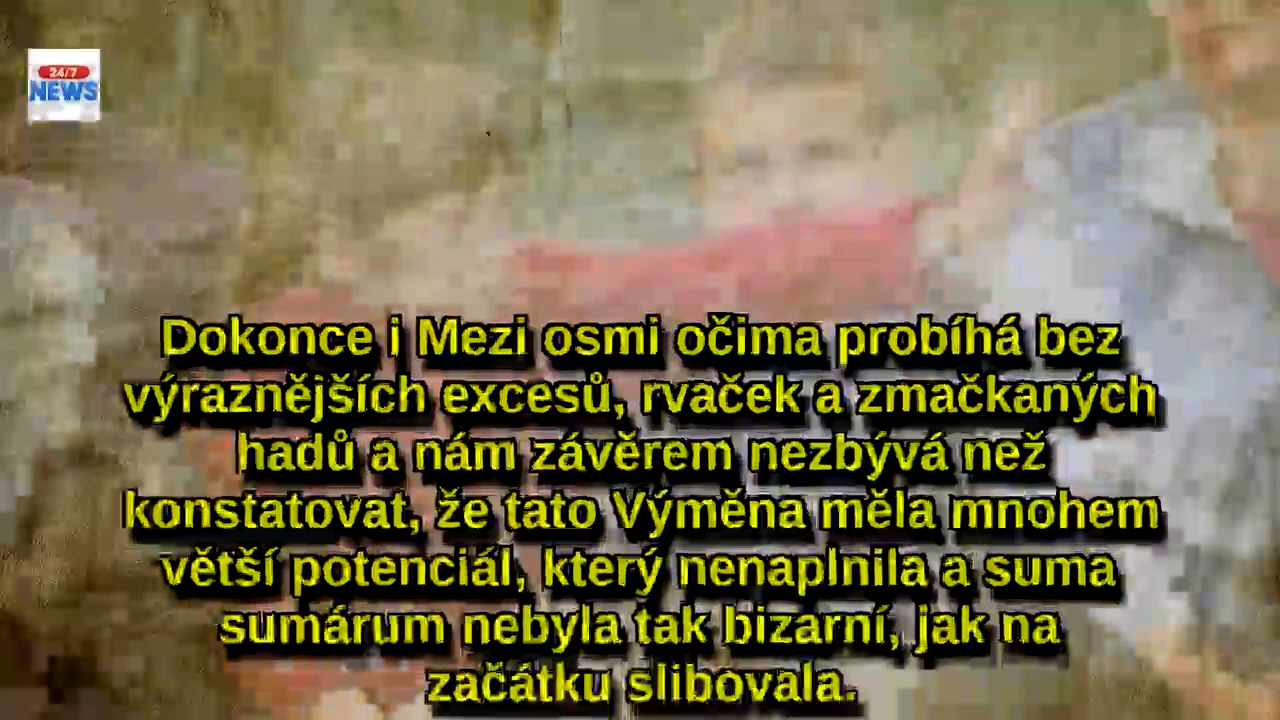 24/7
NEWS
Dokonce i Mezi osmi očima probíhá bez
výraznějších excesů, rvaček a zmačkaných
hadů a nám závěrem nezbývá než
konstatovat, že tato Výměna měla mnohem
větší potenciál, který nenaplnila a suma
sumárum nebyla tak bizarní, jak na
začátku slibovala.